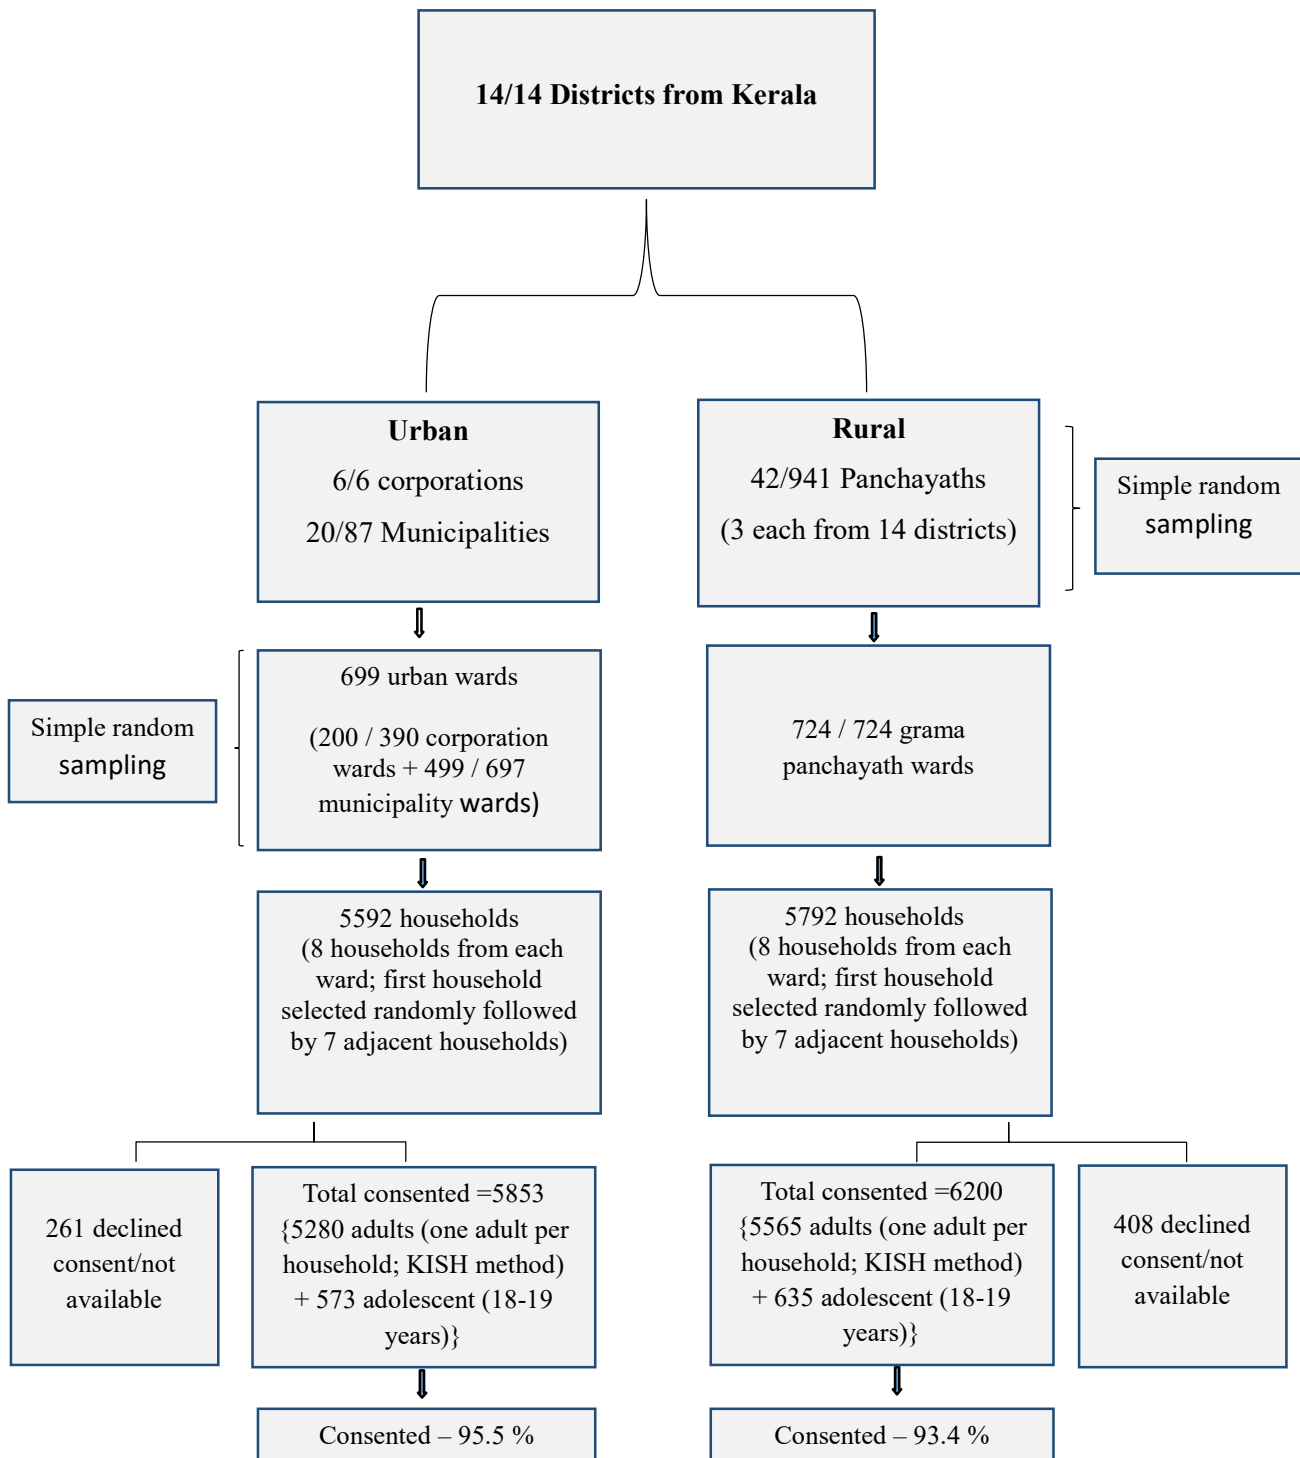 14/14 Districts from Kerala
Urban
6/6 corporations
20/87 Municipalities
Rural
42/941 Panchayaths
(3 each from 14 districts)
Simple random
sampling
Simple random
sampling
699 urban wards
(200 / 390 corporation
wards + 499 / 697
municipality wards)
724 / 724 grama
panchayath wards
5592 households
(8 households from each
ward; first household
selected randomly followed
by 7 adjacent households)
5792 households
(8 households from each
ward; first household
selected randomly followed
by 7 adjacent households)
261 declined
consent/not
available
Total consented =5853
{5280 adults (one adult per
household; KISH method)
+ 573 adolescent (18-19
years)}
Total consented =6200
{5565 adults (one adult per
household; KISH method)
+ 635 adolescent (18-19
years)}
408 declined
consent/not
available
Consented – 95.5 %
Consented – 93.4 %